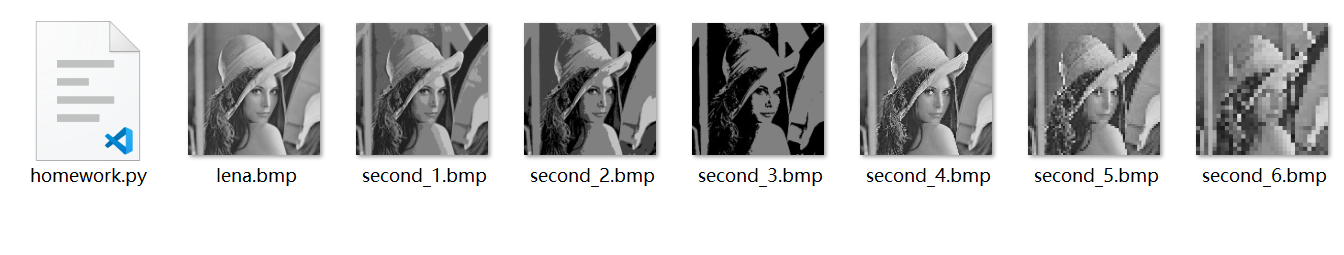 homework.py
lena.bmp
second_1.bmp
second_2.bmp
second_3.bmp
second_4.bmp
second_5.bmp
second_6.bmp